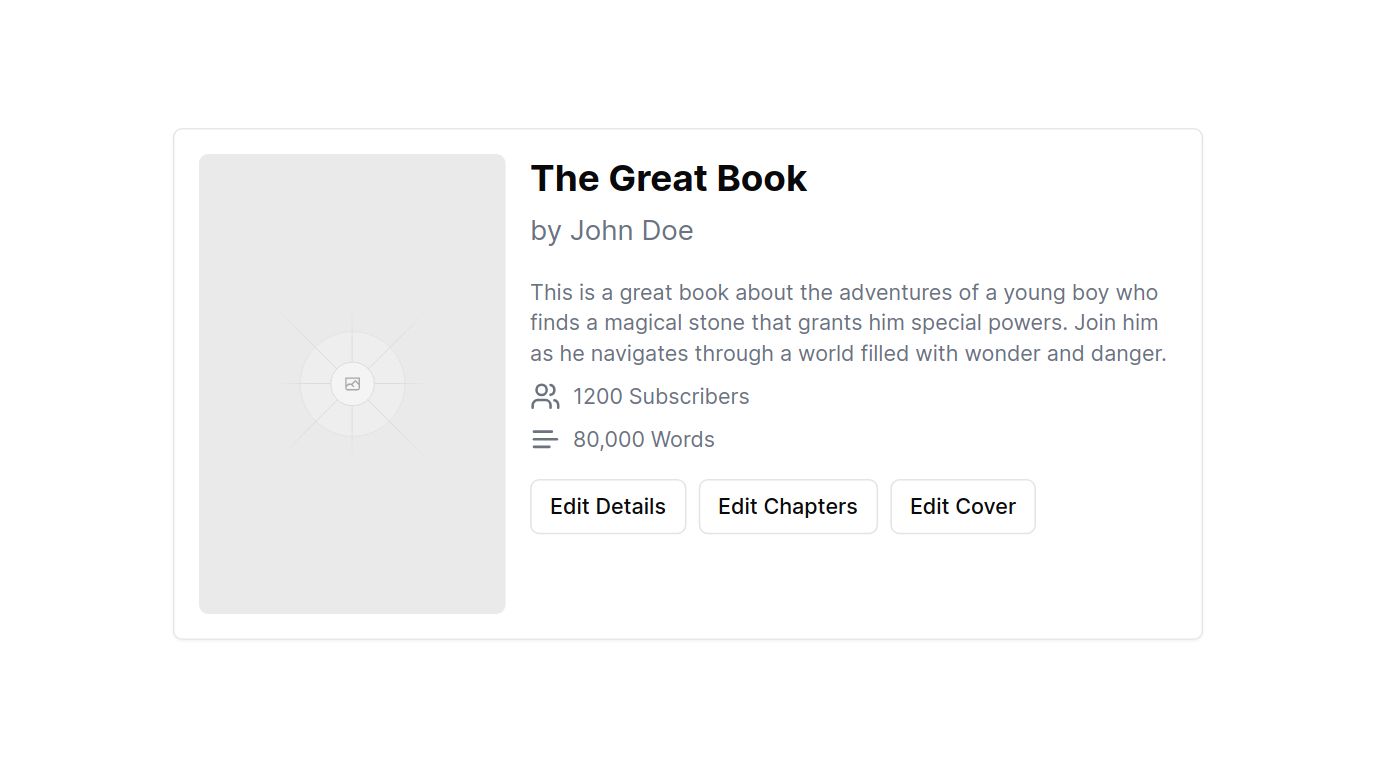 The Great Book
by John Doe
This is a great book about the adventures of a young boy who
finds a magical stone that grants him special powers. Join him
as he navigates through a world filled with wonder and danger.
1200 Subscribers
80,000 Words
Edit Details Edit Chapters Edit Cover